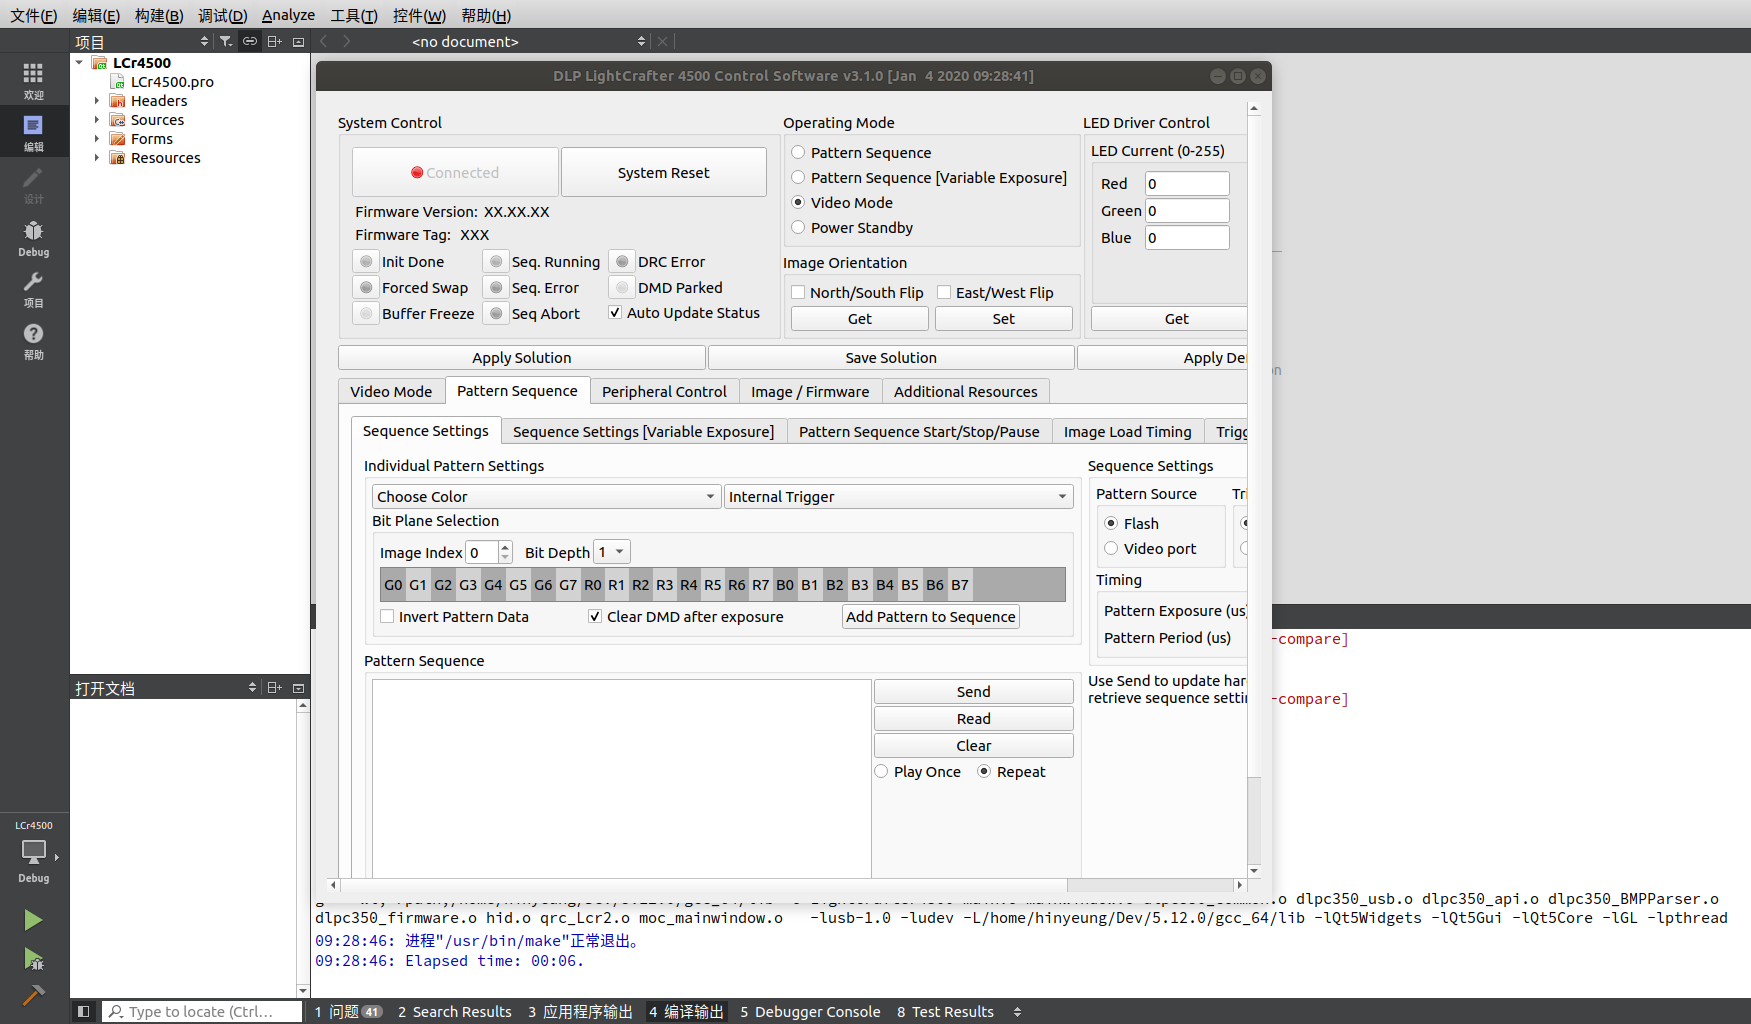 文件(F) 编辑(E) 构建(B) 调试(D) Analyze 工具(T) 控件(W) 帮助(H)
项目
<no document>
欢迎
编辑
设计
Debug
项目
帮助
LCr4500
LCr4500.pro
Headers
Sources
Forms
Resources
DLP LightCrafter 4500 Control Software v3.1.0 [Jan 4 2020 09:28:41]
System Control
Connected
System Reset
Firmware Version: XX.XX.XX
Firmware Tag: XXX
Init Done Seq. Running DRC Error
Forced Swap Seq. Error DMD Parked
Buffer Freeze Seq Abort Auto Update Status
Operating Mode
Pattern Sequence
Pattern Sequence [Variable Exposure]
Video Mode
Power Standby
Image Orientation
North/South Flip East/West Flip
Get Set
LED Driver Control
LED Current (0-255)
Red 0
Green 0
Blue 0
Get
Apply Solution Save Solution Apply De
on
Video Mode Pattern Sequence Peripheral Control Image / Firmware Additional Resources
Sequence Settings Sequence Settings [Variable Exposure] Pattern Sequence Start/Stop/Pause Image Load Timing Trigg
Individual Pattern Settings
Choose Color Internal Trigger
Bit Plane Selection
Image Index 0 Bit Depth 1
G0 G1 G2 G3 G4 G5 G6 G7 R0 R1 R2 R3 R4 R5 R6 R7 B0 B1 B2 B3 B4 B5 B6 B7
Invert Pattern Data Clear DMD after exposure Add Pattern to Sequence
Sequence Settings
Pattern Source Tri
Flash
Video port
Timing
Pattern Exposure (us
Pattern Period (us)
Use Send to update har
retrieve sequence settin
Pattern Sequence
Send
Read
Clear
Play Once Repeat
打开文档
-compare]
-compare]
dlpc350_usb.o dlpc350_api.o dlpc350_BMPParser.o
dlpc350_firmware.o hid.o qrc_Lcr2.o moc_mainwindow.o -lusb-1.0 -ludev -L/home/hinyeung/Dev/5.12.0/gcc_64/lib -lQt5Widgets -lQt5Gui -lQt5Core -lGL -lpthread
09:28:46: 进程"/usr/bin/make"正常退出。
09:28:46: Elapsed time: 00:06.
LCr4500
Debug
Type to locate (Ctrl... 1 问题 41 2 Search Results 3 应用程序输出 4 编译输出 5 Debugger Console 8 Test Results